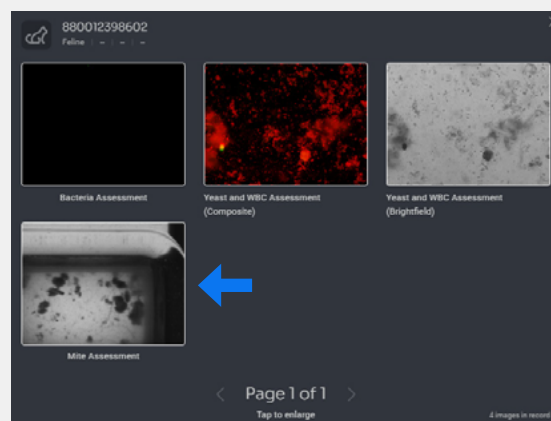 880012398602
Feline | – | – | –
Bacteria Assessment
Yeast and WBC Assessment
(Composite)
Yeast and WBC Assessment
(Brightfield)
Mite Assessment
< Page 1 of 1 >
Tap to enlarge
4 images in record